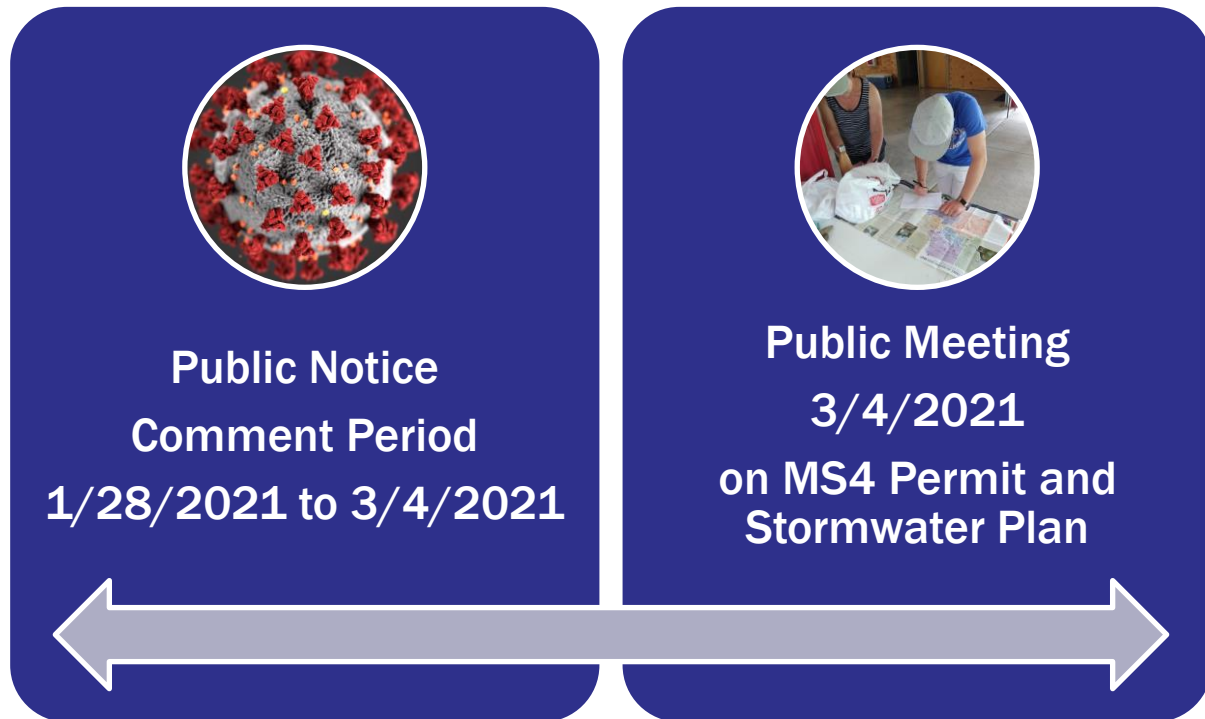 Public Notice
Comment Period
1/28/2021 to 3/4/2021
Public Meeting
3/4/2021
on MS4 Permit and
Stormwater Plan